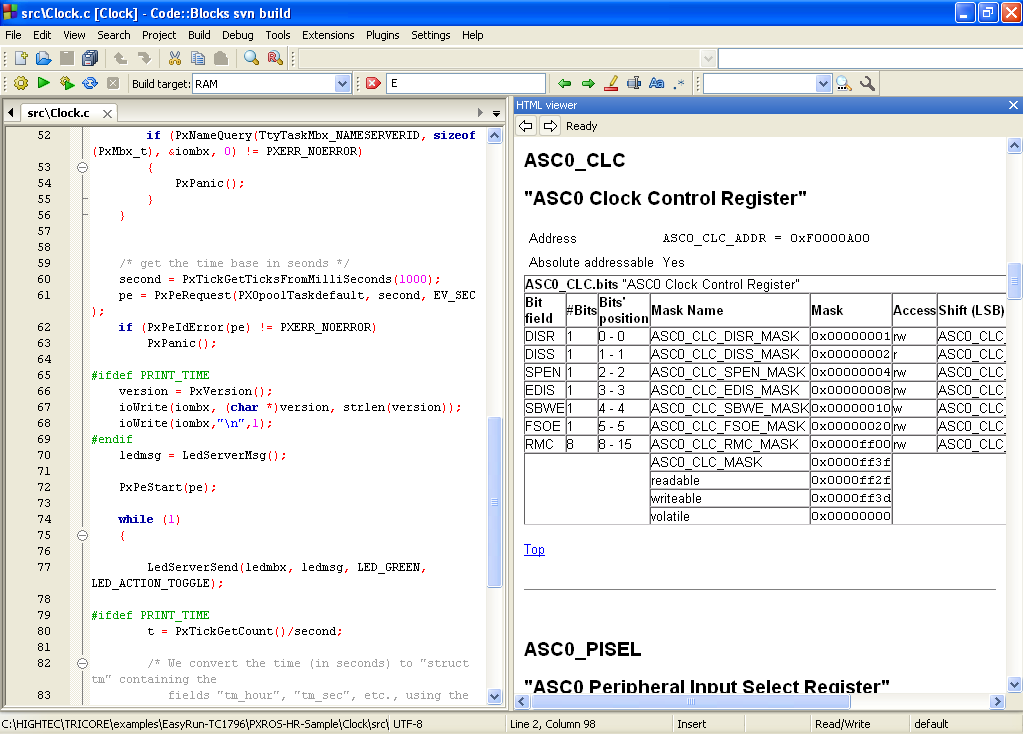 src\Clock.c [Clock] - Code::Blocks svn build
File Edit View Search Project Build Debug Tools Extensions Plugins Settings Help
Build target: RAM E Aa .*
src\Clock.c
52 if (PxNameQuery(TtyTaskMbx_NAMESERVERID, sizeof
(PxMbx_t), &iombx, 0) != PXERR_NOERROR)
53 {
54 PxPanic();
55 }
56 }
57
58
59 /* get the time base in seonds */
60 second = PxTickGetTicksFromMilliSeconds(1000);
61 pe = PxPeRequest(PXOpoolTaskdefault, second, EV_SEC
);
62 if (PxPeIdError(pe) != PXERR_NOERROR)
63 PxPanic();
64
65 #ifdef PRINT_TIME
66 version = PxVersion();
67 ioWrite(iombx, (char *)version, strlen(version));
68 ioWrite(iombx,"\n",1);
69 #endif
70 ledmsg = LedServerMsg();
71
72 PxPeStart(pe);
73
74 while (1)
75 {
76
77 LedServerSend(ledmbx, ledmsg, LED_GREEN,
LED_ACTION_TOGGLE);
78
79 #ifdef PRINT_TIME
80 t = PxTickGetCount()/second;
81
82 /* We convert the time (in seconds) to "struct
tm" containing the
83 fields "tm_hour", "tm_sec", etc., using the
HTML viewer
Ready
ASC0_CLC
"ASC0 Clock Control Register"
Address ASC0_CLC_ADDR = 0xF0000A00
Absolute addressable Yes
ASC0_CLC.bits "ASC0 Clock Control Register"
Bit field #Bits Bits' position Mask Name Mask Access Shift (LSB)
DISR 1 0 - 0 ASC0_CLC_DISR_MASK 0x00000001 rw ASC0_CLC_
DISS 1 1 - 1 ASC0_CLC_DISS_MASK 0x00000002 r ASC0_CLC_
SPEN 1 2 - 2 ASC0_CLC_SPEN_MASK 0x00000004 rw ASC0_CLC_
EDIS 1 3 - 3 ASC0_CLC_EDIS_MASK 0x00000008 rw ASC0_CLC_
SBWE 1 4 - 4 ASC0_CLC_SBWE_MASK 0x00000010 w ASC0_CLC_
FSOE 1 5 - 5 ASC0_CLC_FSOE_MASK 0x00000020 rw ASC0_CLC_
RMC 8 8 - 15 ASC0_CLC_RMC_MASK 0x0000ff00 rw ASC0_CLC_
ASC0_CLC_MASK 0x0000ff3f
readable 0x0000ff2f
writeable 0x0000ff3d
volatile 0x00000000
Top
ASC0_PISEL
"ASC0 Peripheral Input Select Register"
C:\HIGHTEC\TRICORE\examples\EasyRun-TC1796\PXROS-HR-Sample\Clock\src\ UTF-8 Line 2, Column 98 Insert Read/Write default